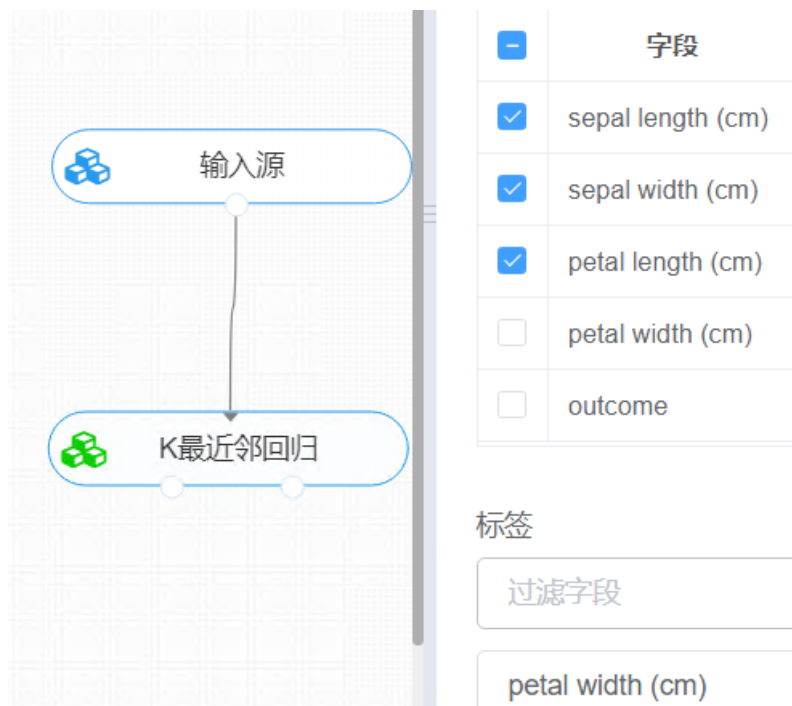 输入源
K最近邻回归
字段
sepal length (cm)
sepal width (cm)
petal length (cm)
petal width (cm)
outcome
标签
过滤字段
petal width (cm)